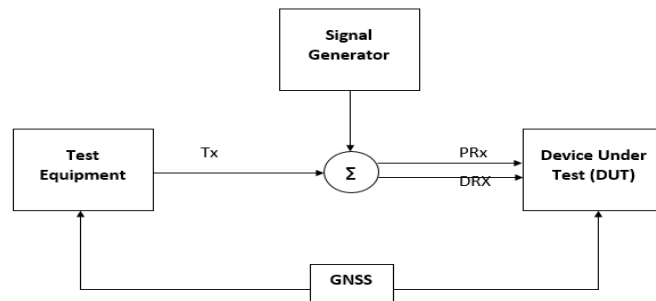 Signal
Generator
Test
Equipment
Tx
Σ
PRx
DRX
Device Under
Test (DUT)
GNSS